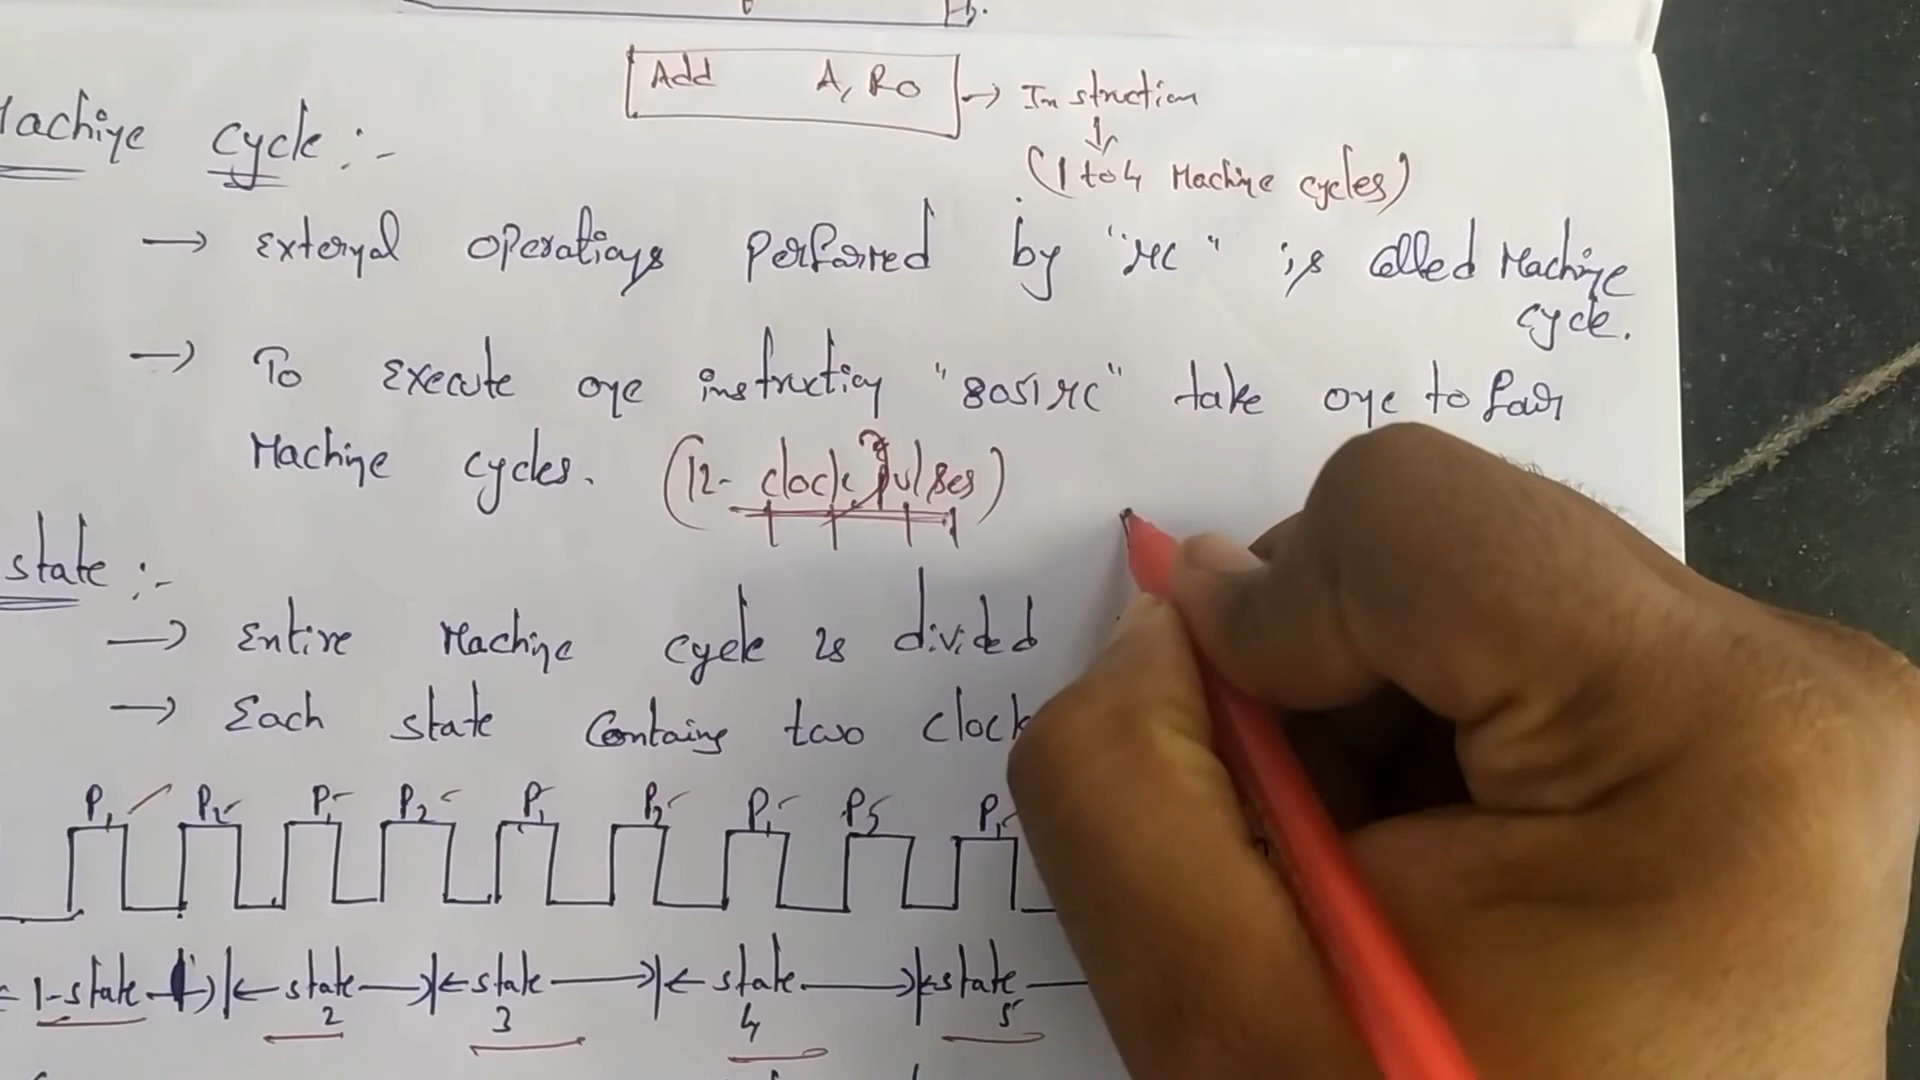 Add A, R0 → Instruction
↓
(1 to 4 Machine cycles)
Machine cycle :-
→ External operations performed by "MC" is called Machine cycle.
→ To Execute one instruction "8051 MC" take one to four
Machine cycles. (12- clock pulses)
state :-
→ Entire Machine cycle is divided
→ Each state Contains two clock
P1 P2 P1 P2 P1 P2 P1 P2 P1
1-state state 2 state 3 state 4 state 5